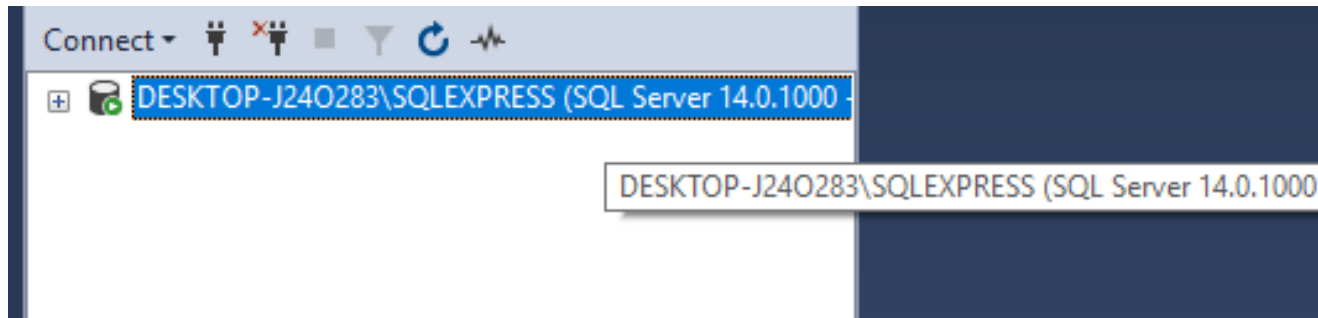 Connect
DESKTOP-J24O283\SQLEXPRESS (SQL Server 14.0.1000 -
DESKTOP-J24O283\SQLEXPRESS (SQL Server 14.0.1000